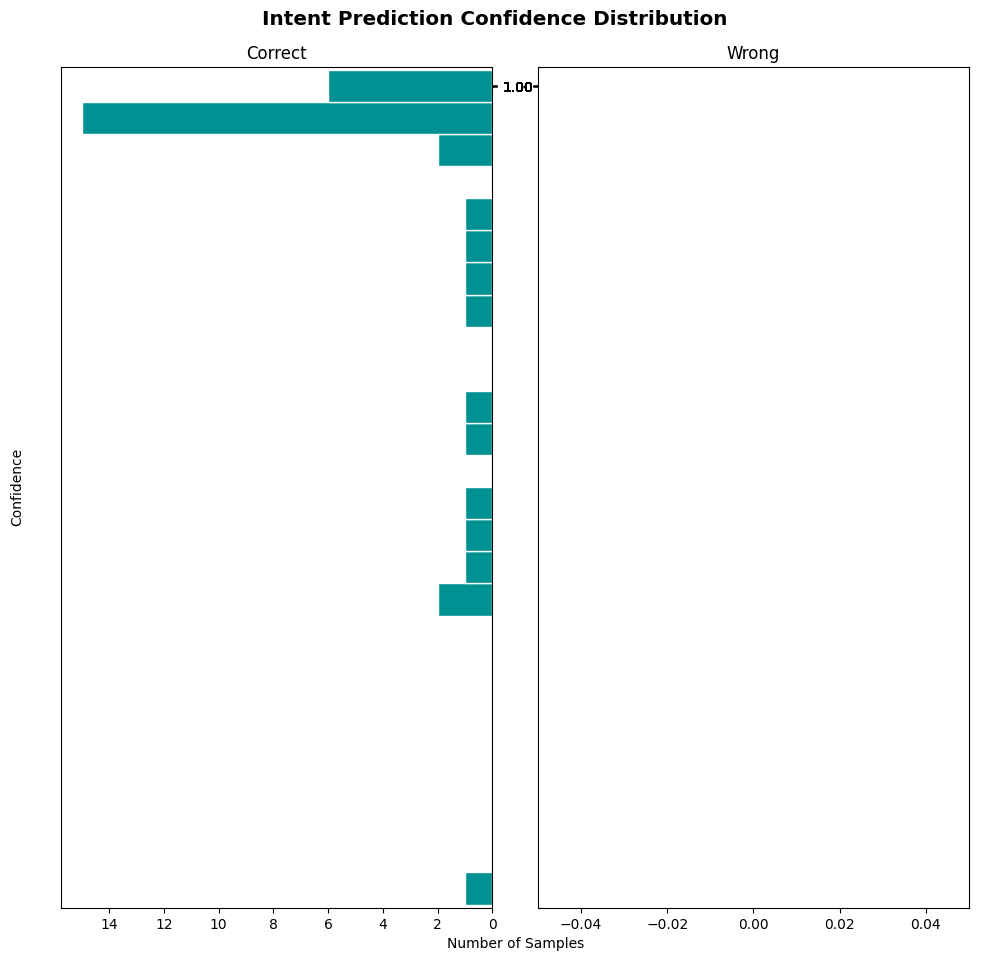 Intent Prediction Confidence Distribution
Correct
Wrong
1.00
Confidence
14 12 10 8 6 4 2 0
−0.04 −0.02 0.00 0.02 0.04
Number of Samples